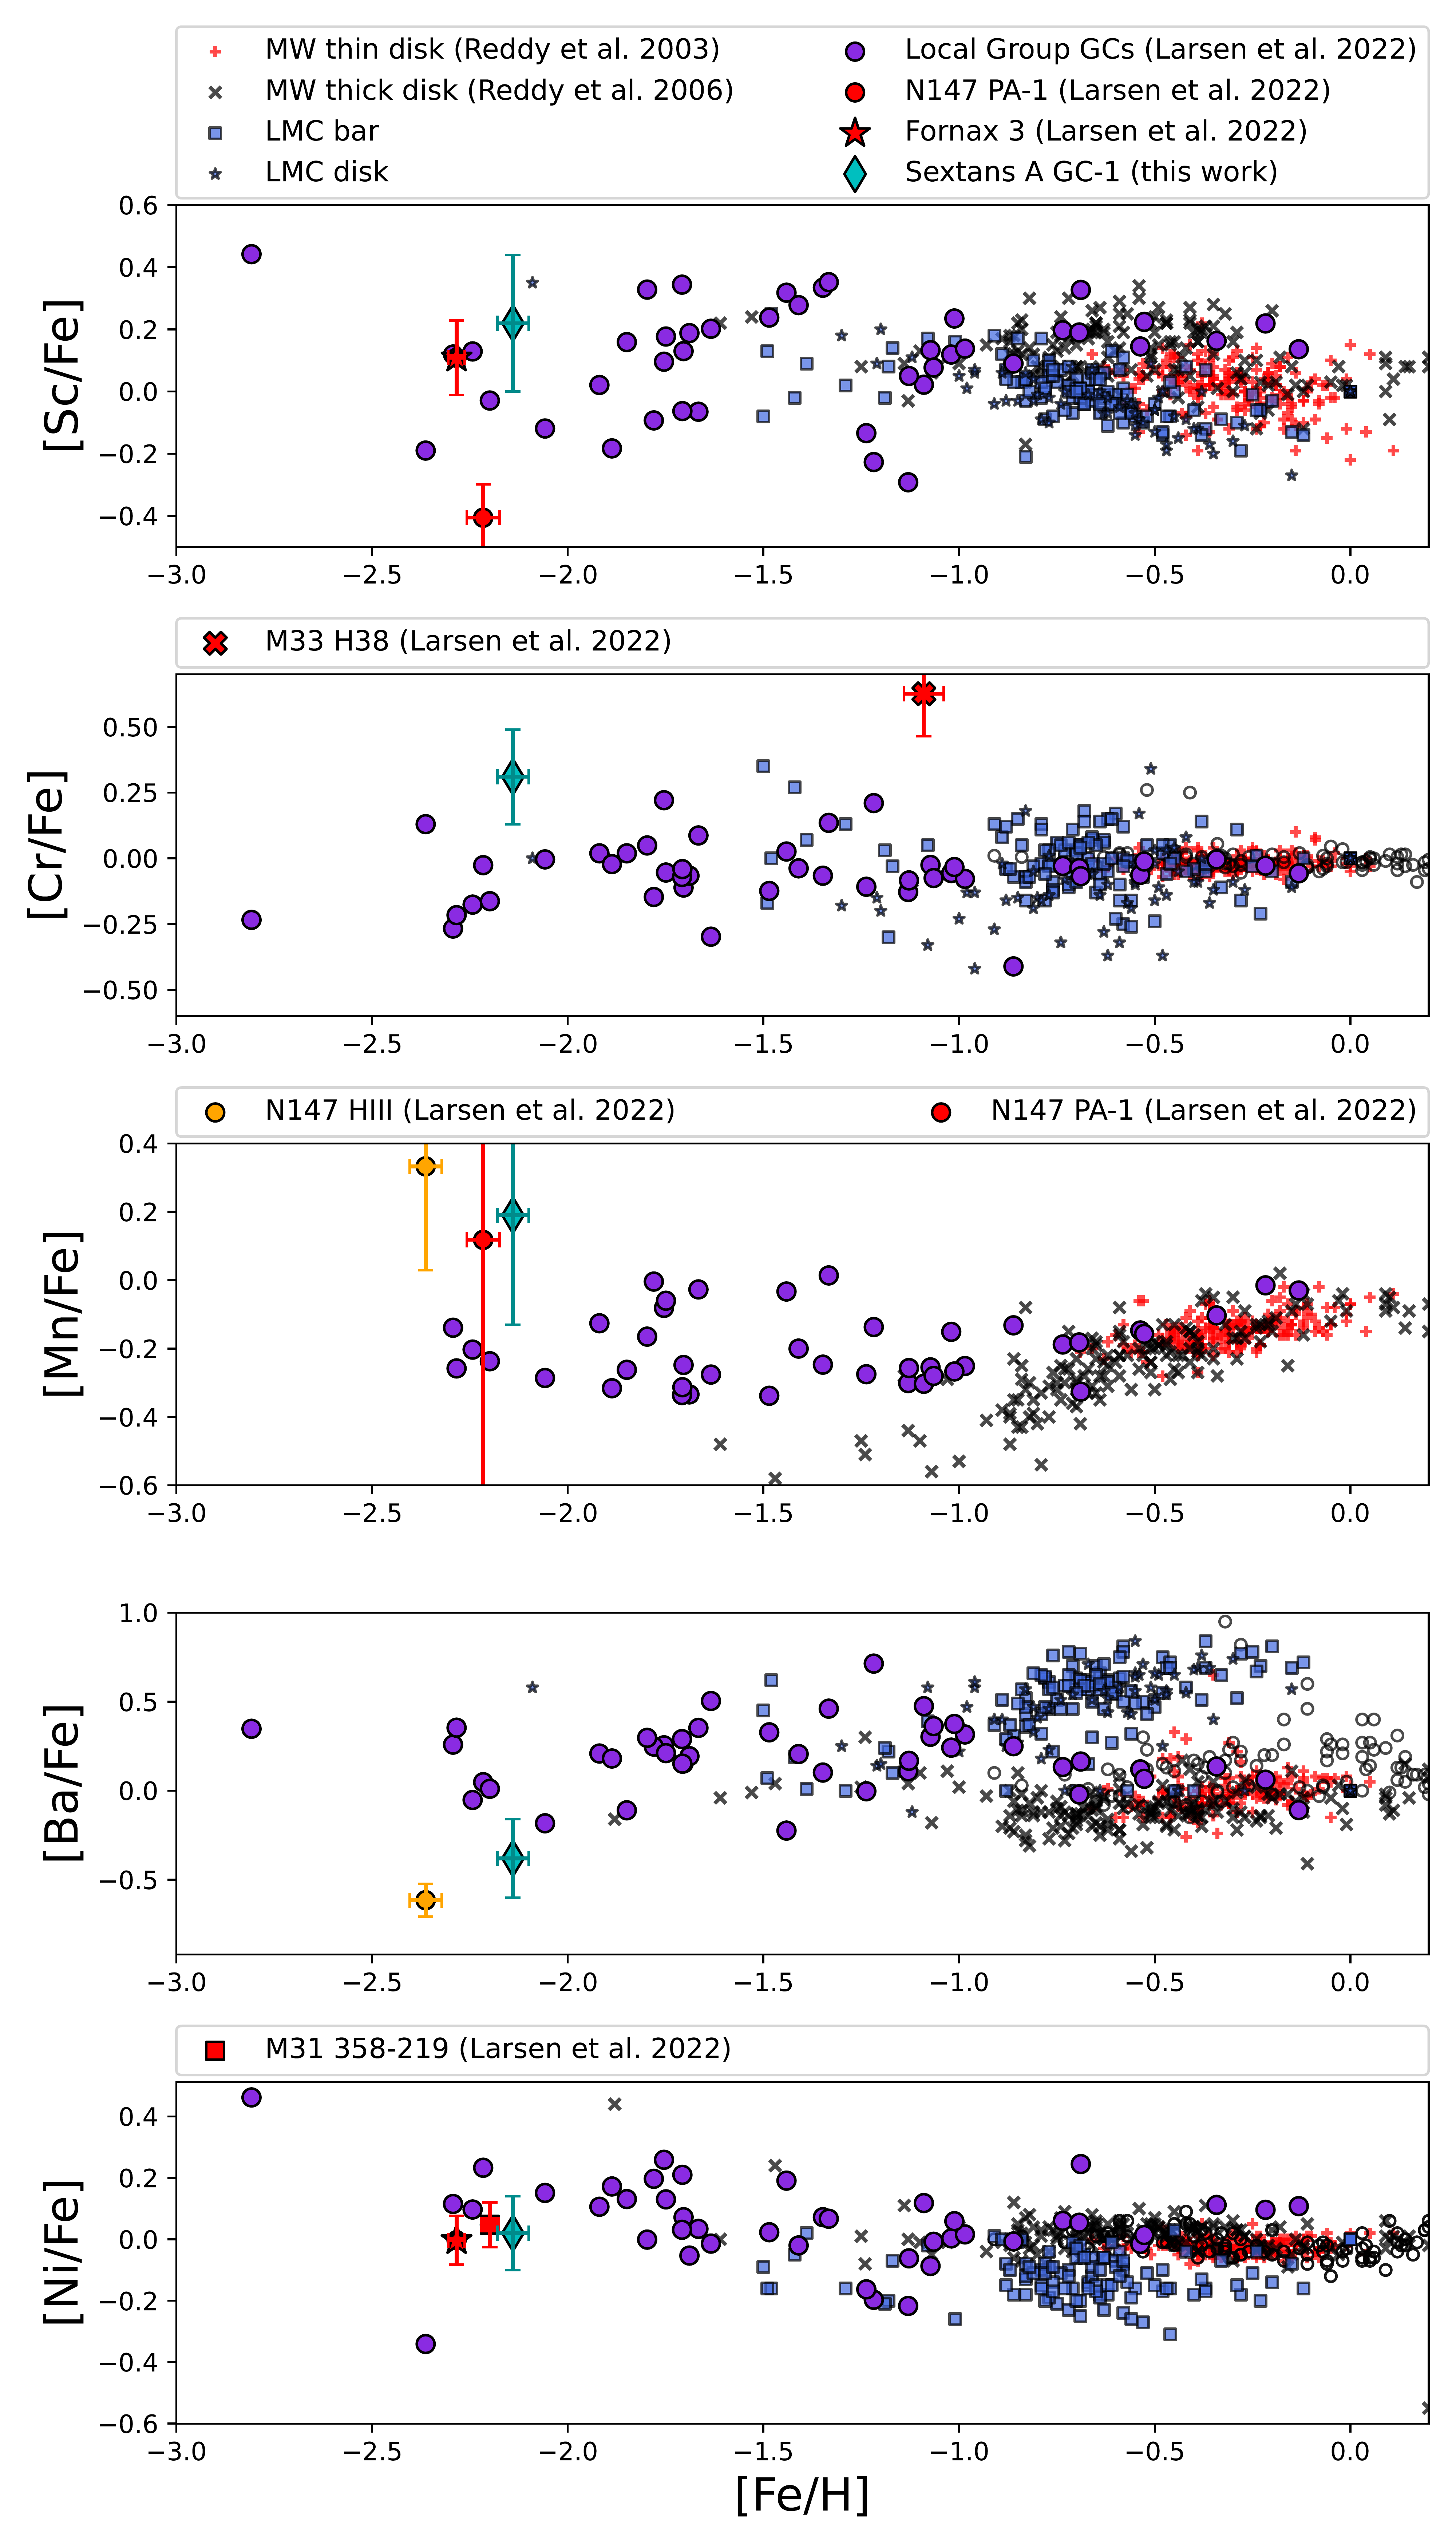 MW thin disk (Reddy et al. 2003)
MW thick disk (Reddy et al. 2006)
LMC bar
LMC disk
Local Group GCs (Larsen et al. 2022)
N147 PA-1 (Larsen et al. 2022)
Fornax 3 (Larsen et al. 2022)
Sextans A GC-1 (this work)
0.6
0.4
0.2
0.0
−0.2
−0.4
[Sc/Fe]
−3.0 −2.5 −2.0 −1.5 −1.0 −0.5 0.0
M33 H38 (Larsen et al. 2022)
0.50
0.25
0.00
−0.25
−0.50
[Cr/Fe]
−3.0 −2.5 −2.0 −1.5 −1.0 −0.5 0.0
N147 HIII (Larsen et al. 2022) N147 PA-1 (Larsen et al. 2022)
0.4
0.2
0.0
−0.2
−0.4
−0.6
[Mn/Fe]
−3.0 −2.5 −2.0 −1.5 −1.0 −0.5 0.0
1.0
0.5
0.0
−0.5
[Ba/Fe]
−3.0 −2.5 −2.0 −1.5 −1.0 −0.5 0.0
M31 358-219 (Larsen et al. 2022)
0.4
0.2
0.0
−0.2
−0.4
−0.6
[Ni/Fe]
−3.0 −2.5 −2.0 −1.5 −1.0 −0.5 0.0
[Fe/H]